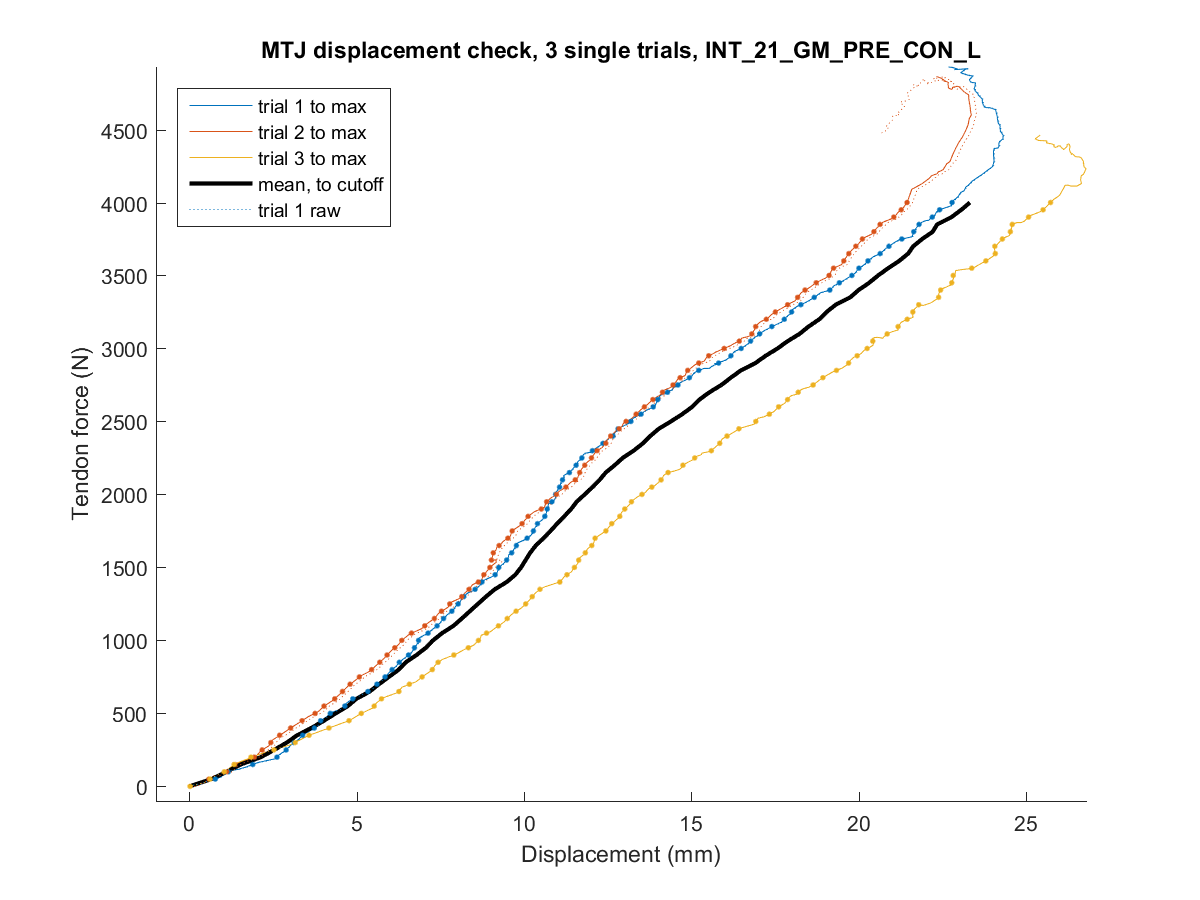 MTJ displacement check, 3 single trials, INT_21_GM_PRE_CON_L
trial 1 to max
trial 2 to max
trial 3 to max
mean, to cutoff
trial 1 raw
4500
4000
3500
3000
2500
2000
1500
1000
500
0
Tendon force (N)
0 5 10 15 20 25
Displacement (mm)